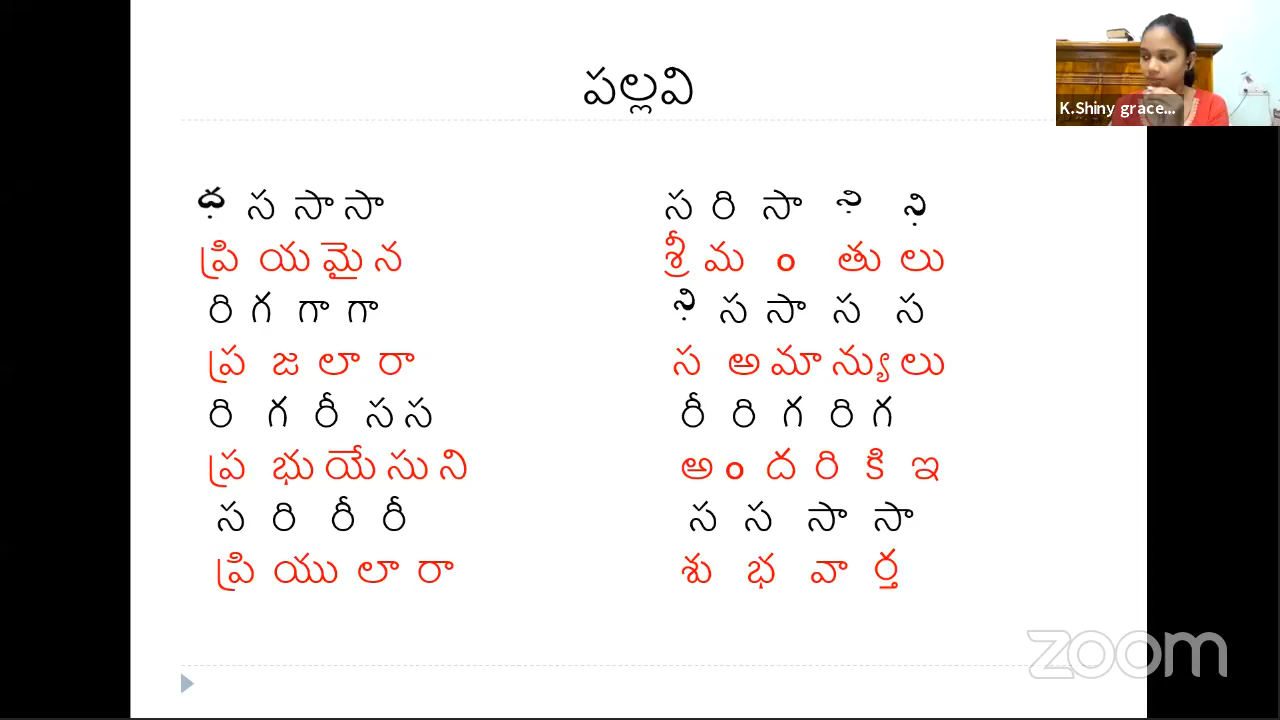 పల్లవి
K.Shiny grace...
ధ̣ స సా సా
ప్రి య మై న
రి గ గా గా
ప్ర జ లా రా
రి గ రీ స స
ప్ర భు యే సు ని
స రి రీ రీ
ప్రి యు లా రా
స రి సా ని̣ ని̣
శ్రీ మ ం తు లు
ని̣ స సా స స
స అ మా న్యు లు
రీ రి గ రి గ
అ ం ద రి కి ఇ
స స సా సా
శు భ వా ర్త
zoom